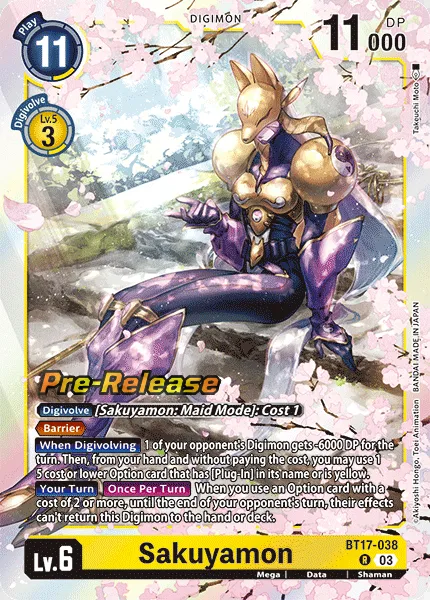 DIGIMON
Play
11
11000 DP
Digivolve
Lv.5
3
Takeuchi Moto
Pre-Release
Digivolve [Sakuyamon: Maid Mode]: Cost 1
Barrier
When Digivolving 1 of your opponent's Digimon gets -6000 DP for the
turn. Then, from your hand and without paying the cost, you may use 1
5 cost or lower Option card that has [Plug-In] in its name or is yellow.
Your Turn Once Per Turn When you use an Option card with a
cost of 2 or more, until the end of your opponent's turn, their effects
can't return this Digimon to the hand or deck.
©Akiyoshi Hongo, Toei Animation BANDAI MADE IN JAPAN
Lv.6
Sakuyamon
BT17-038
R 03
Mega | Data | Shaman